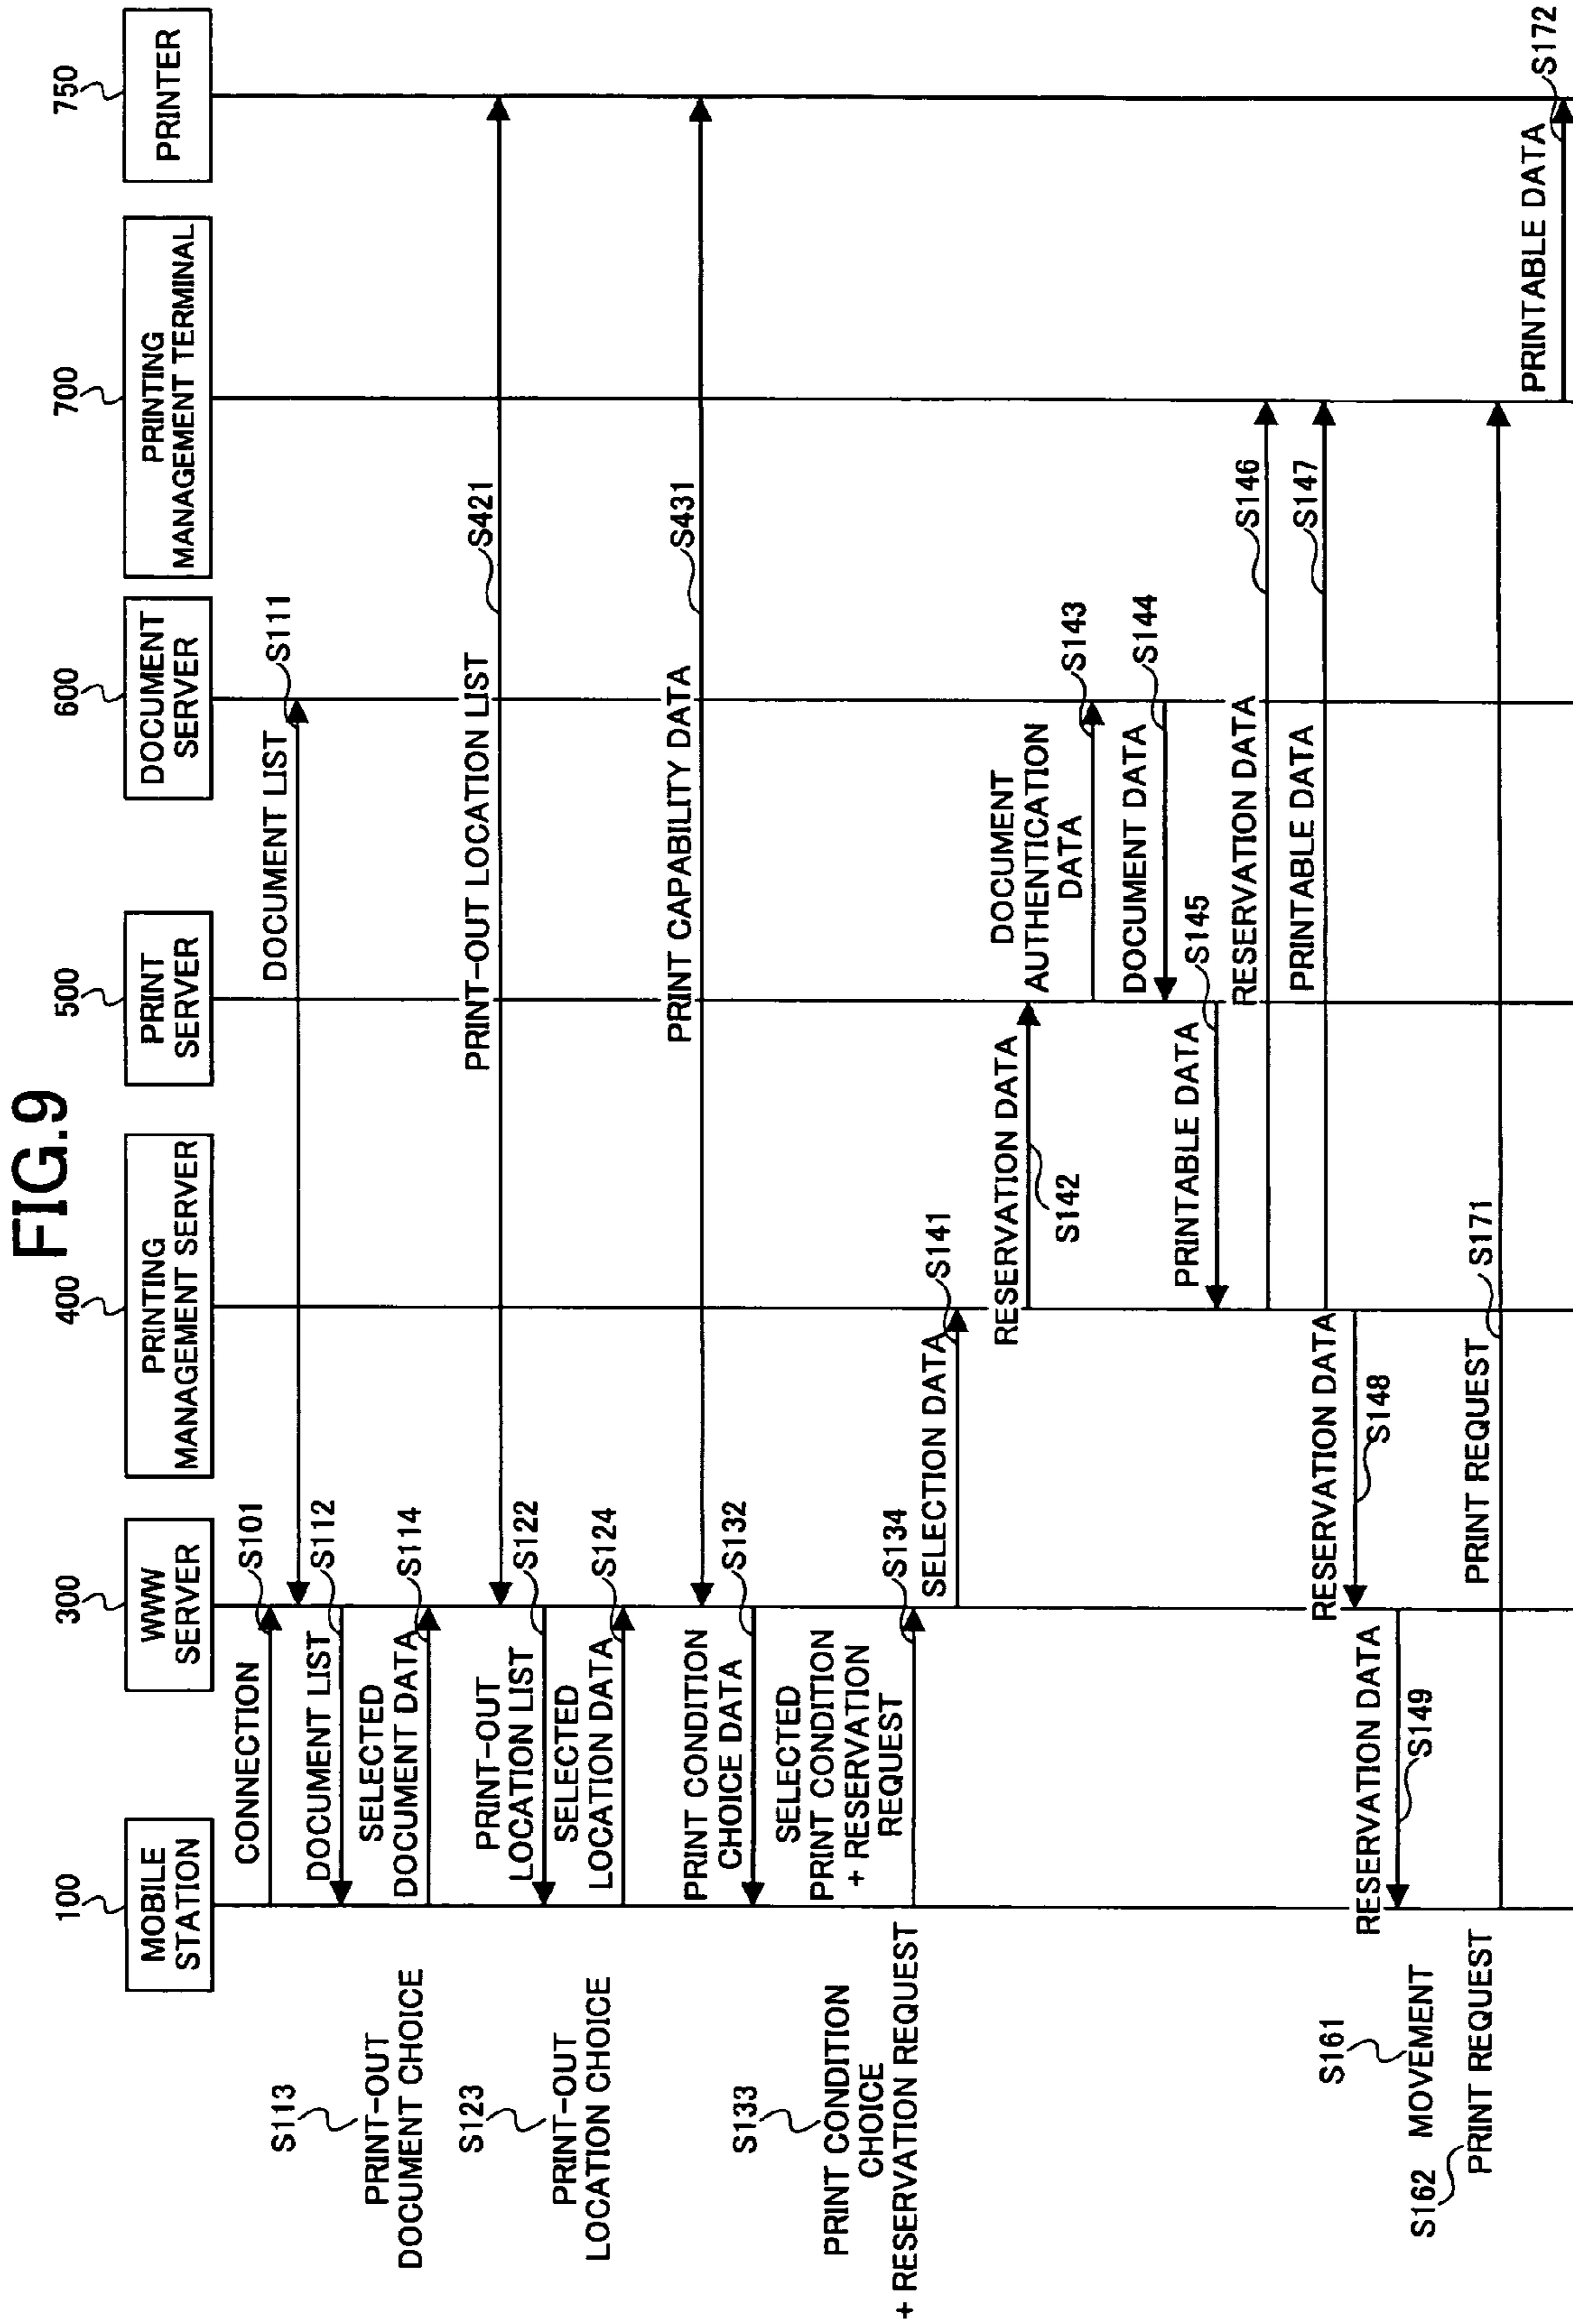 FIG.9
100
300
400
500
600
700
750
MOBILE
STATION
WWW
SERVER
PRINTING
MANAGEMENT SERVER
PRINT
SERVER
DOCUMENT
SERVER
PRINTING
MANAGEMENT TERMINAL
PRINTER
CONNECTION
S101
DOCUMENT LIST
S111
DOCUMENT LIST
S112
S113
PRINT-OUT
DOCUMENT CHOICE
SELECTED
DOCUMENT DATA
S114
PRINT-OUT LOCATION LIST
S421
PRINT-OUT
LOCATION LIST
S122
S123
PRINT-OUT
LOCATION CHOICE
SELECTED
LOCATION DATA
S124
PRINT CAPABILITY DATA
S431
PRINT CONDITION
CHOICE DATA
S132
S133
PRINT CONDITION
CHOICE
+ RESERVATION REQUEST
SELECTED
PRINT CONDITION
+ RESERVATION
REQUEST
S134
SELECTION DATA
S141
RESERVATION DATA
S142
DOCUMENT
AUTHENTICATION
DATA
S143
DOCUMENT DATA
S144
PRINTABLE DATA
S145
RESERVATION DATA
S146
PRINTABLE DATA
S147
RESERVATION DATA
S148
RESERVATION DATA
S149
S161
MOVEMENT
S162
PRINT REQUEST
PRINT REQUEST
S171
PRINTABLE DATA
S172